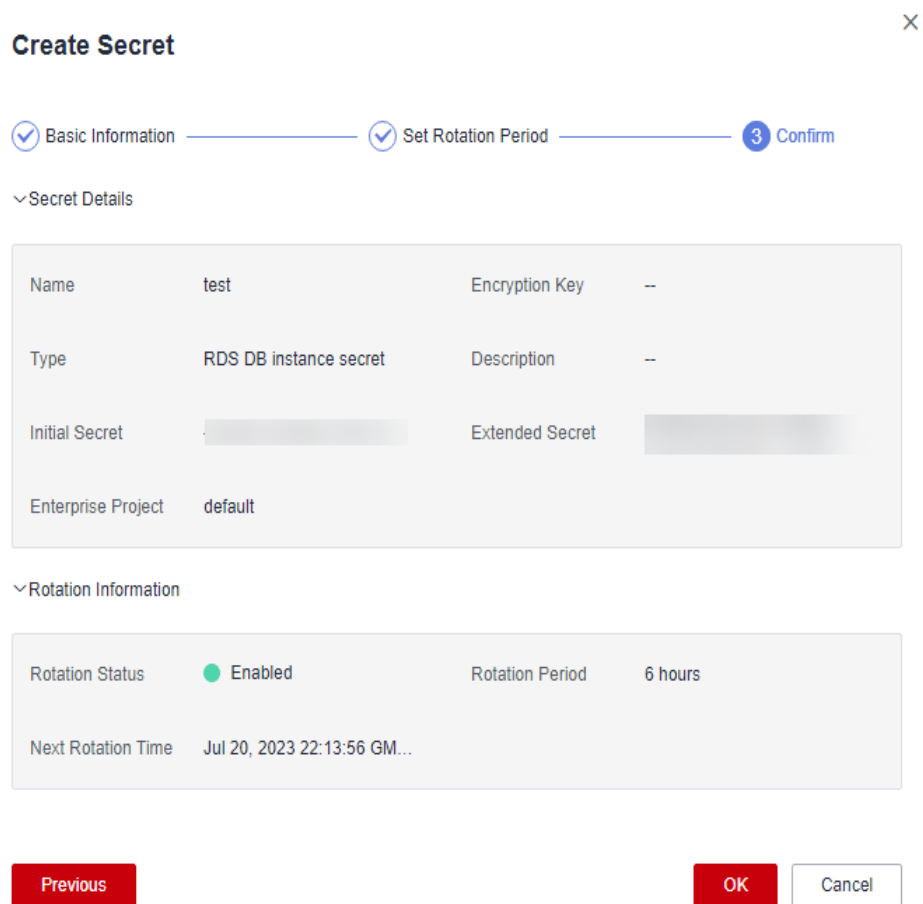 Create Secret
Basic Information
Set Rotation Period
3 Confirm
Secret Details
Name test Encryption Key --
Type RDS DB instance secret Description --
Initial Secret Extended Secret
Enterprise Project default
Rotation Information
Rotation Status Enabled Rotation Period 6 hours
Next Rotation Time Jul 20, 2023 22:13:56 GM...
Previous OK Cancel